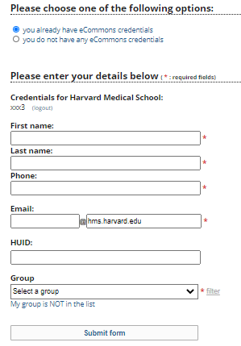 Please choose one of the following options:
you already have eCommons credentials
you do not have any eCommons credentials
Please enter your details below ( * : required fields)
Credentials for Harvard Medical School:
xxx3 (logout)
First name:
*
Last name:
*
Phone:
*
Email:
@hms.harvard.edu *
HUID:
Group
Select a group * filter
My group is NOT in the list
Submit form